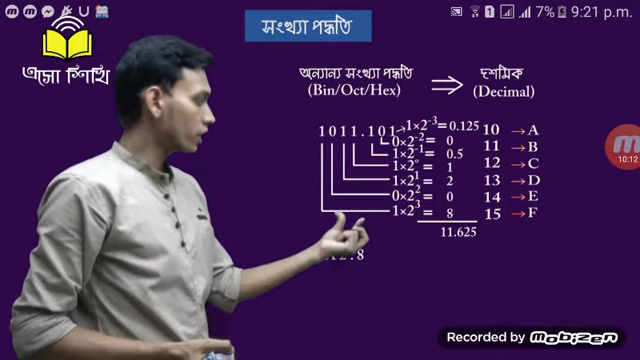 7% 9:21 p.m.
সংখ্যা পদ্ধতি
এসো শিখি
অন্যান্য সংখ্যা পদ্ধতি ⇒ দশমিক
(Bin/Oct/Hex) (Decimal)
1011.101→1×2⁻³= 0.125
0×2⁻²= 0
1×2⁻¹= 0.5
1×2⁰= 1
1×2¹= 2
0×2²= 0
1×2³= 8
11.625
10 →A
11 →B
12 →C
13 →D
14 →E
15 →F
10:12
Recorded by mobizen